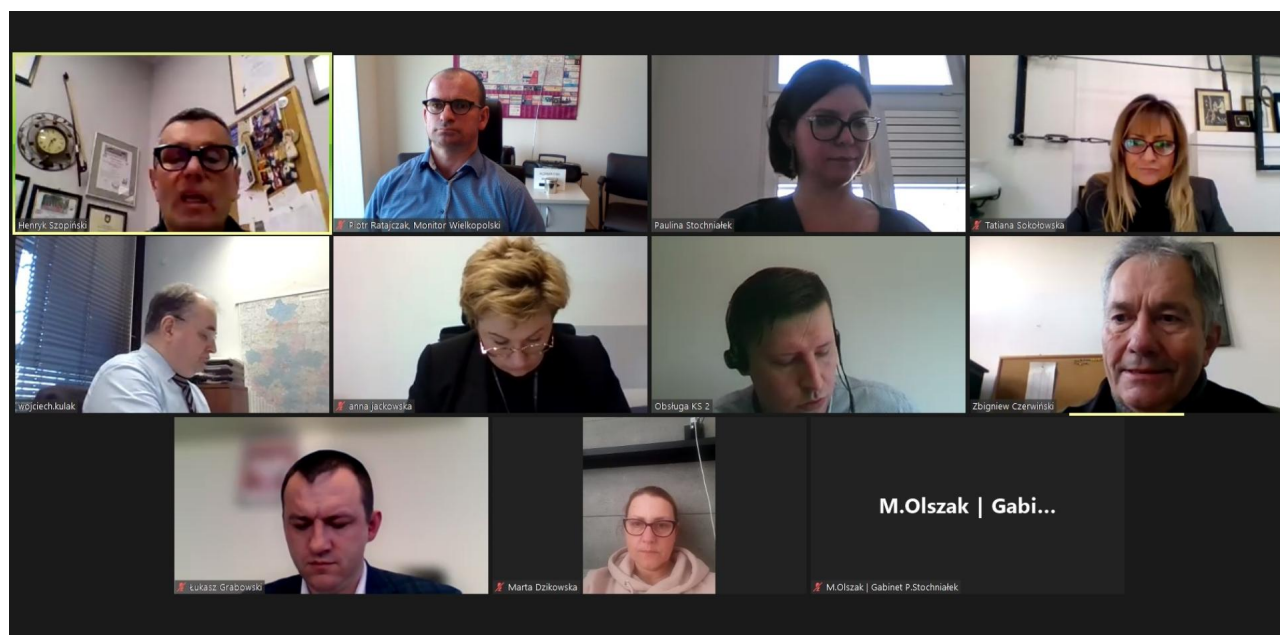 Henryk Szopiński
Piotr Ratajczak, Monitor Wielkopolski
Paulina Stochniałek
Tatiana Sokołowska
wojciech.kulak
anna.jackowska
Obsługa KS 2
Zbigniew Czerwiński
M.Olszak | Gabi...
Łukasz Grabowski
Marta Dzikowska
M.Olszak | Gabinet P.Stochniałek